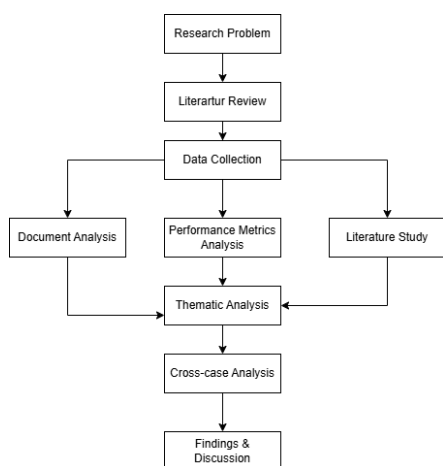 Research Problem
Literartur Review
Data Collection
Document Analysis
Performance Metrics
Analysis
Literature Study
Thematic Analysis
Cross-case Analysis
Findings &
Discussion